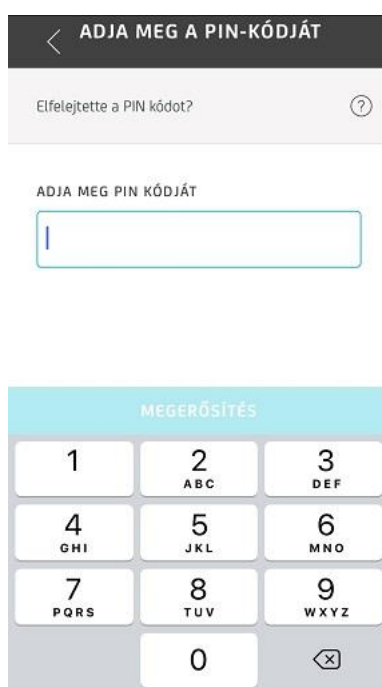 ADJA MEG A PIN-KÓDJÁT
Elfelejtette a PIN kódot?
?
ADJA MEG PIN KÓDJÁT
MEGERŐSÍTÉS
1 2 3
ABC DEF
4 5 6
GHI JKL MNO
7 8 9
PQRS TUV WXYZ
0